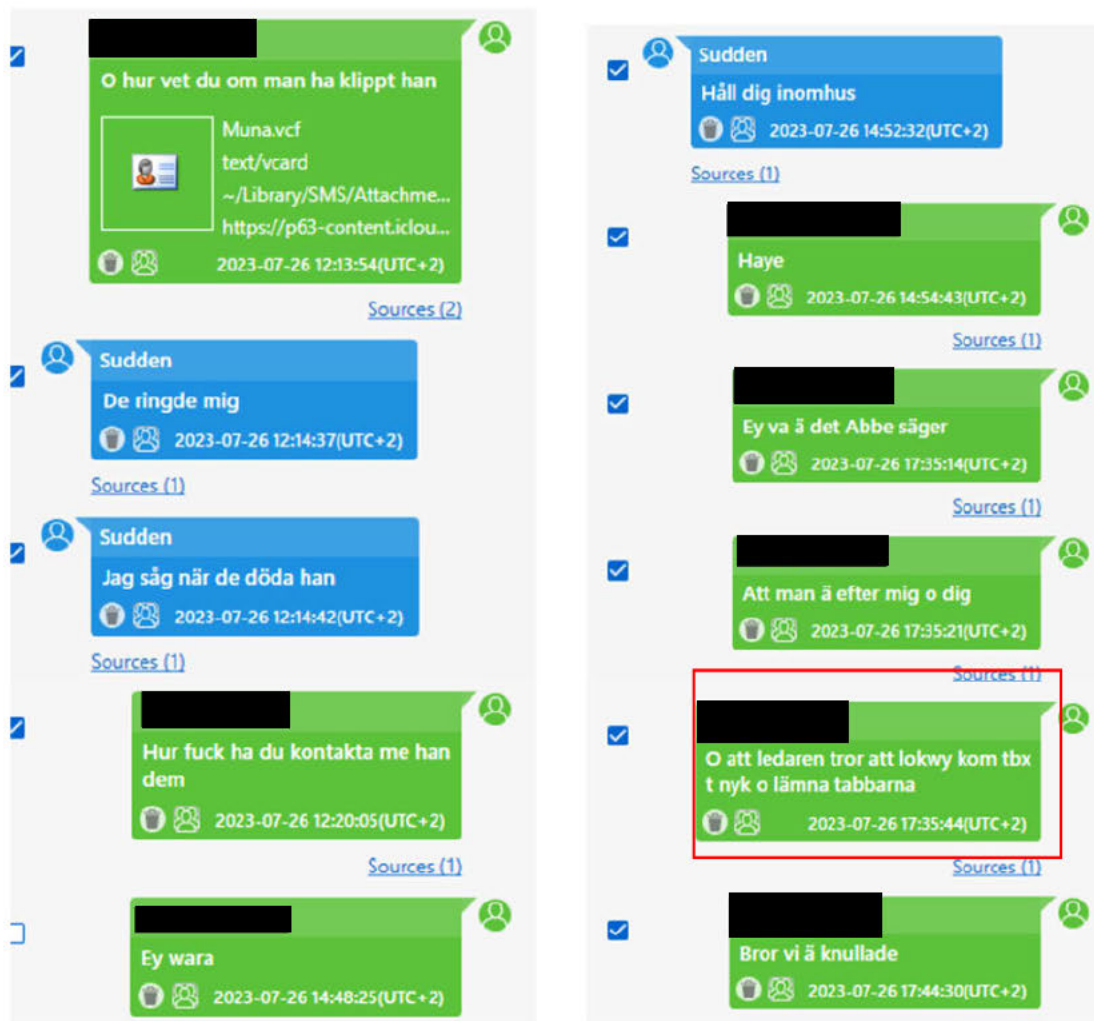 O hur vet du om man ha klippt han
Muna.vcf
text/vcard
~/Library/SMS/Attachme...
https://p63-content.iclou...
2023-07-26 12:13:54(UTC+2)
Sources (2)
Sudden
De ringde mig
2023-07-26 12:14:37(UTC+2)
Sources (1)
Sudden
Jag såg när de döda han
2023-07-26 12:14:42(UTC+2)
Sources (1)
Hur fuck ha du kontakta me han
dem
2023-07-26 12:20:05(UTC+2)
Sources (1)
Ey wara
2023-07-26 14:48:25(UTC+2)
Sudden
Håll dig inomhus
2023-07-26 14:52:32(UTC+2)
Sources (1)
Haye
2023-07-26 14:54:43(UTC+2)
Sources (1)
Ey va ä det Abbe säger
2023-07-26 17:35:14(UTC+2)
Sources (1)
Att man ä efter mig o dig
2023-07-26 17:35:21(UTC+2)
Sources (1)
O att ledaren tror att lokwy kom tbx
t nyk o lämna tabbarna
2023-07-26 17:35:44(UTC+2)
Sources (1)
Bror vi ä knullade
2023-07-26 17:44:30(UTC+2)